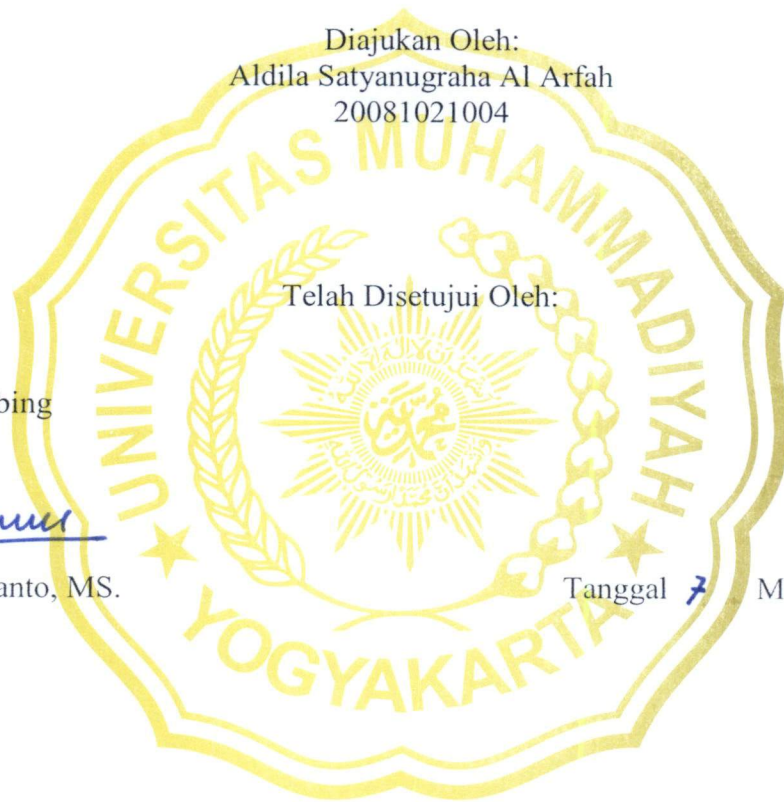 Diajukan Oleh:
Aldila Satyanugraha Al Arfah
20081021004
UNIVERSITAS MUHAMMADIYAH
Telah Disetujui Oleh:
bing
anto, MS.
Tanggal 7 M
YOGYAKARTA